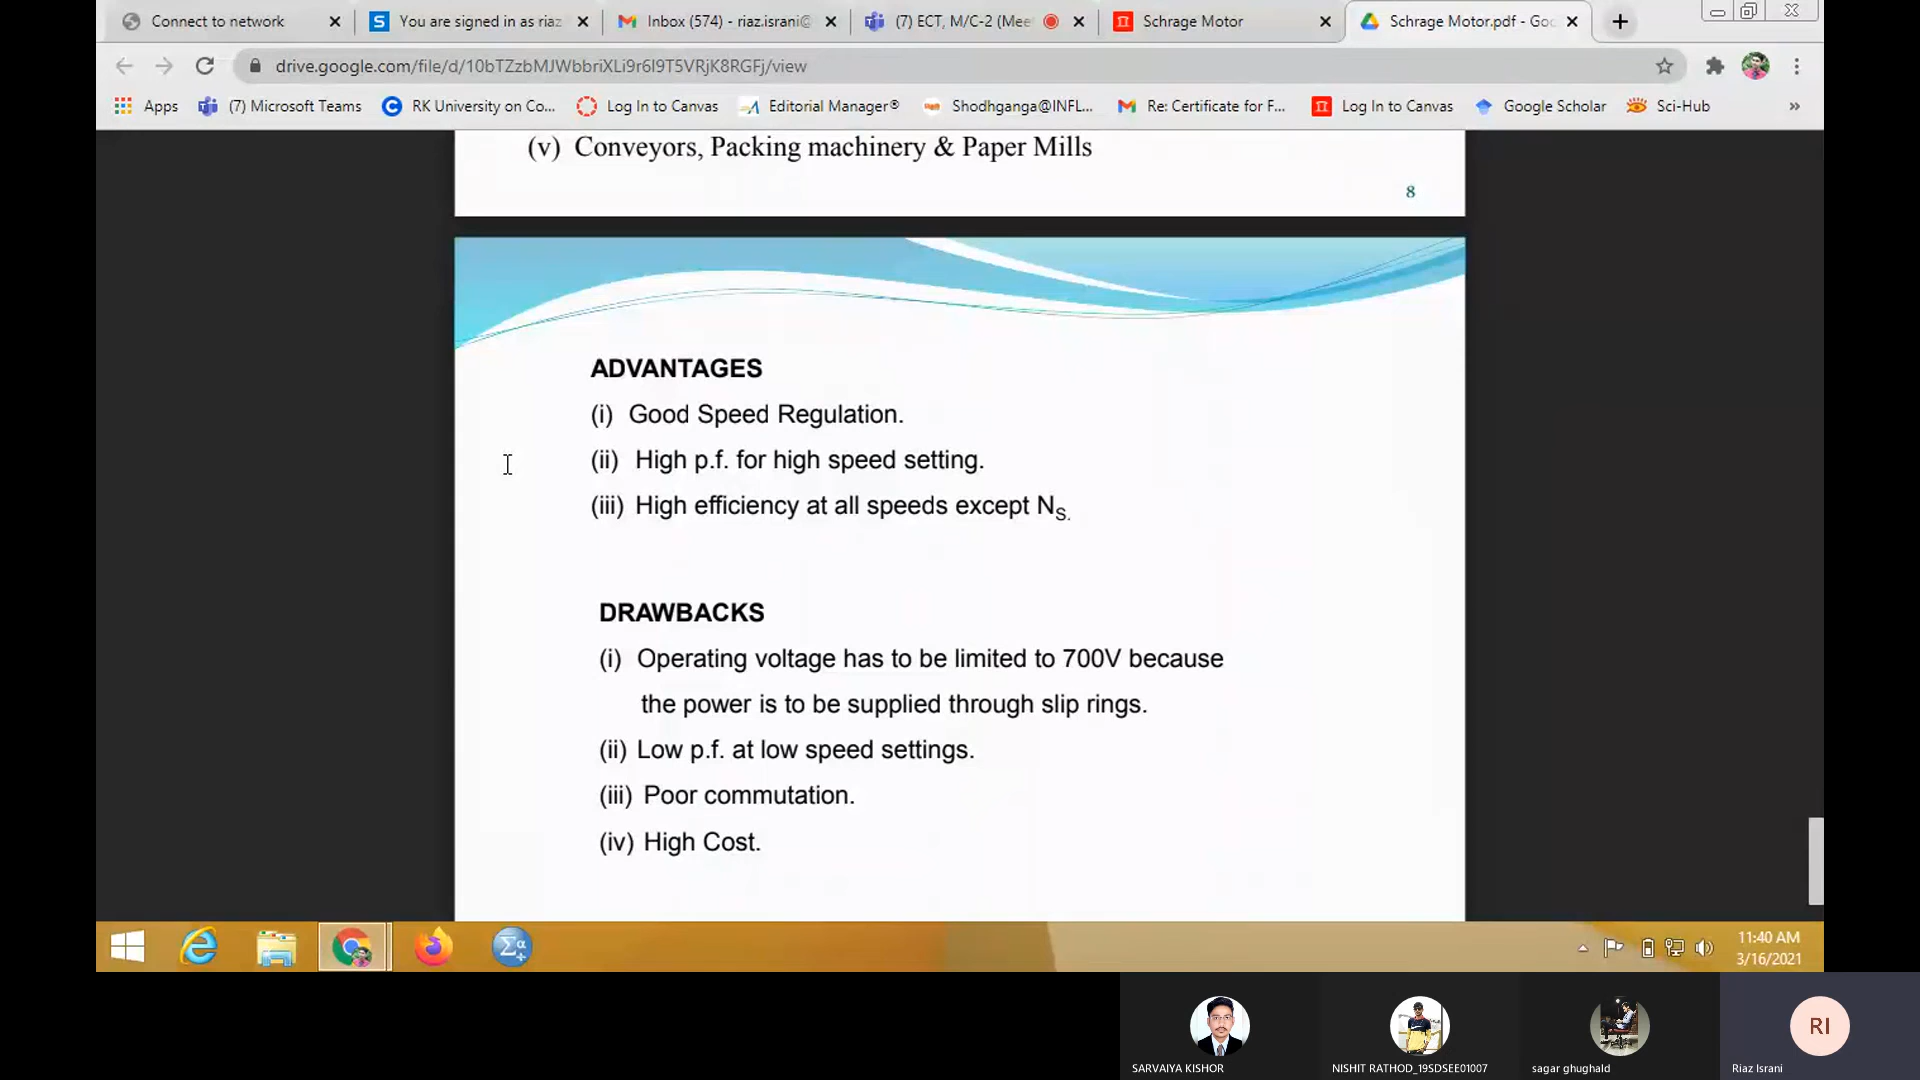 Connect to network
You are signed in as riaz
Inbox (574) - riaz.israni@
(7) ECT, M/C-2 (Mee
Schrage Motor
Schrage Motor.pdf - Goo
drive.google.com/file/d/10bTZzbMJWbbriXLi9r6I9T5VRjK8RGFj/view
Apps
(7) Microsoft Teams
RK University on Co...
Log In to Canvas
Editorial Manager®
Shodhganga@INFL...
Re: Certificate for F...
Log In to Canvas
Google Scholar
Sci-Hub
»
(v) Conveyors, Packing machinery & Paper Mills
8
ADVANTAGES
(i) Good Speed Regulation.
(ii) High p.f. for high speed setting.
(iii) High efficiency at all speeds except NS.
DRAWBACKS
(i) Operating voltage has to be limited to 700V because
the power is to be supplied through slip rings.
(ii) Low p.f. at low speed settings.
(iii) Poor commutation.
(iv) High Cost.
11:40 AM
3/16/2021
RI
SARVAIYA KISHOR
NISHIT RATHOD_19SDSEE01007
sagar ghughald
Riaz Israni